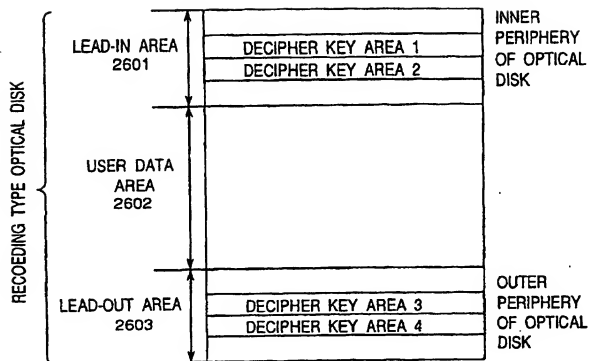 RECOEDING TYPE OPTICAL DISK
LEAD-IN AREA
2601
DECIPHER KEY AREA 1
DECIPHER KEY AREA 2
INNER
PERIPHERY
OF OPTICAL
DISK
USER DATA
AREA
2602
LEAD-OUT AREA
2603
DECIPHER KEY AREA 3
DECIPHER KEY AREA 4
OUTER
PERIPHERY
OF OPTICAL
DISK